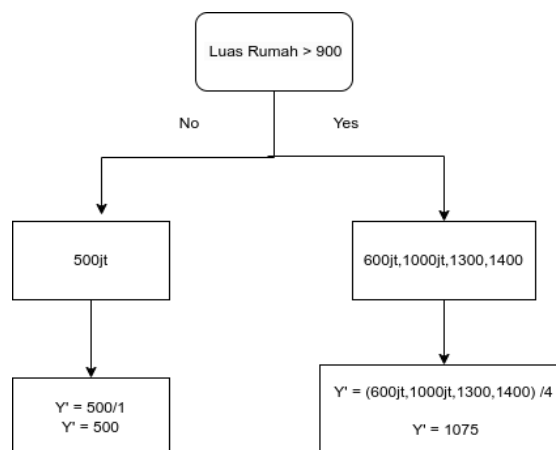 Luas Rumah > 900
No
Yes
500jt
600jt,1000jt,1300,1400
Y' = 500/1
Y' = 500
Y' = (600jt,1000jt,1300,1400) /4
Y' = 1075